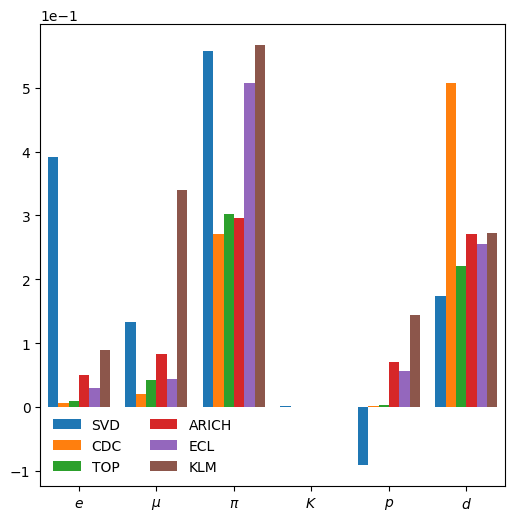 1e−1
5
4
3
2
1
0
−1
SVD ARICH
CDC ECL
TOP KLM
e μ π K p d